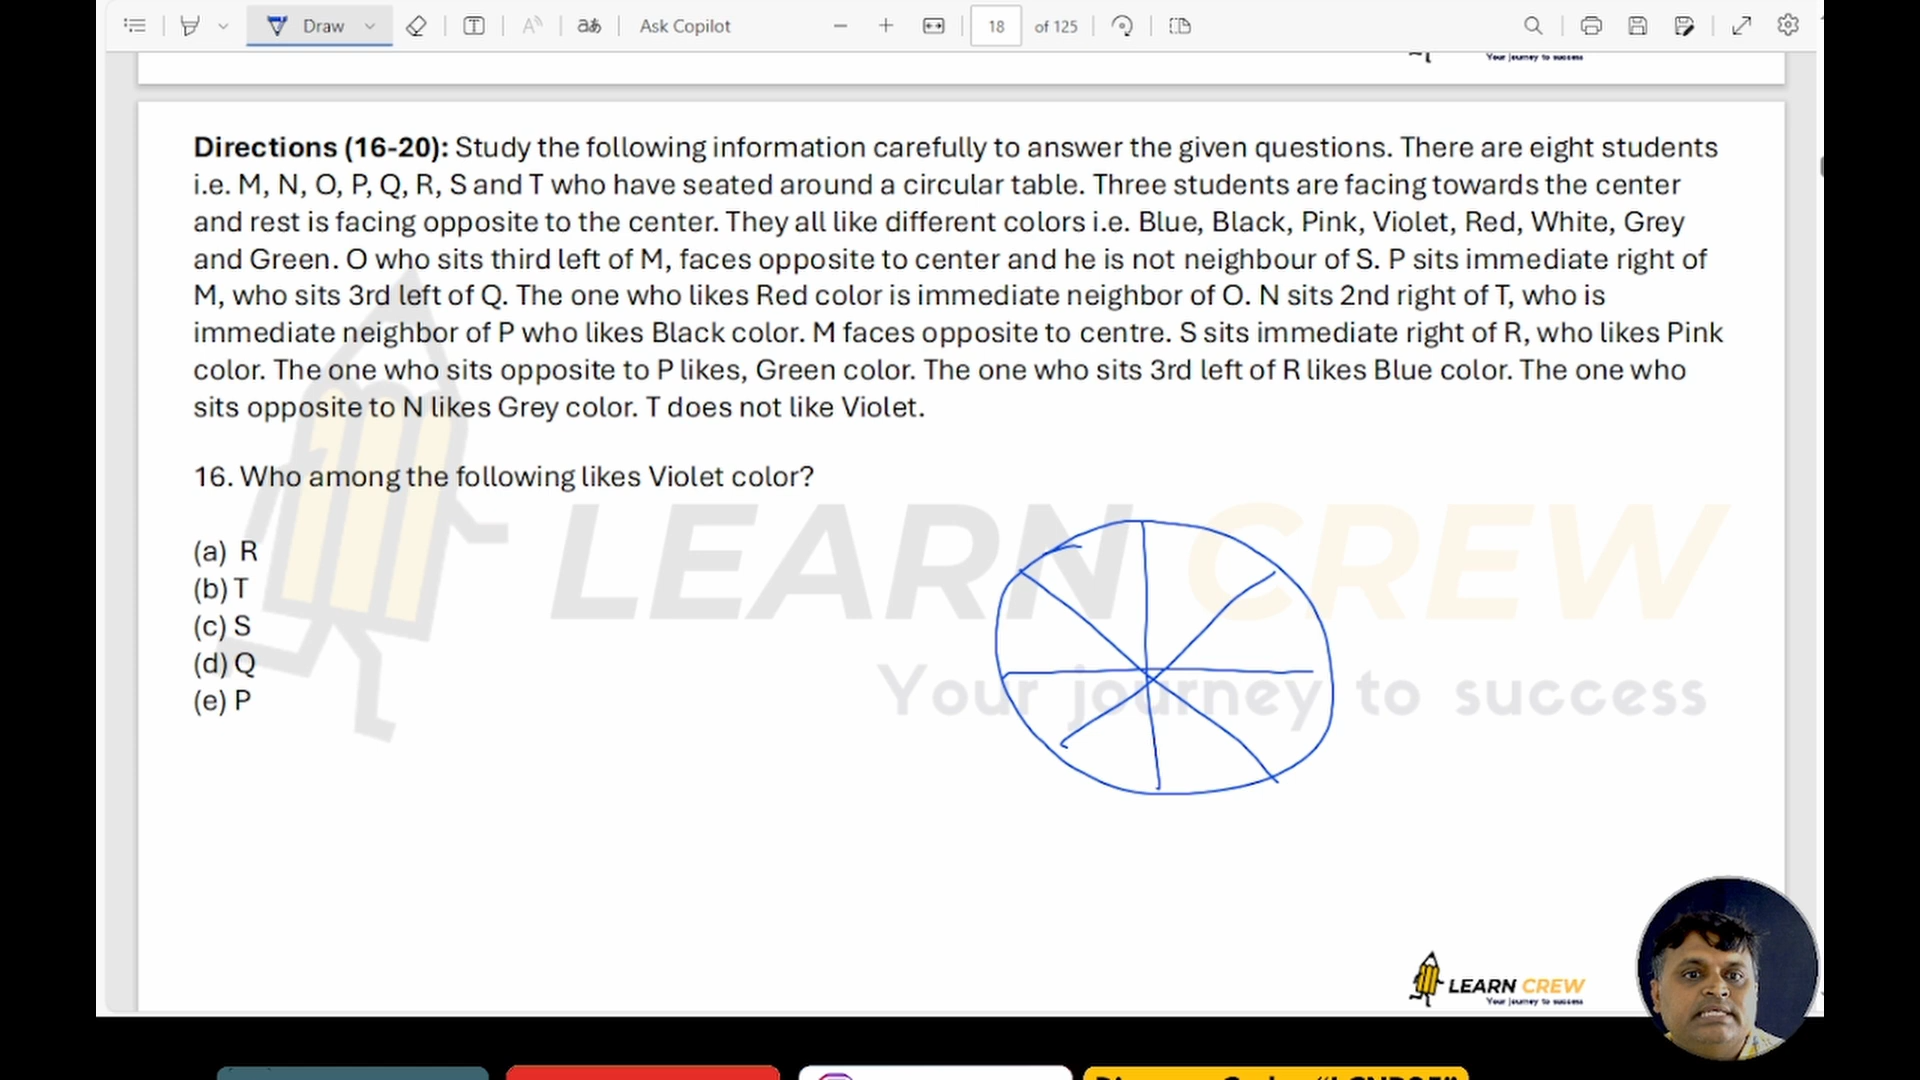 Draw
Ask Copilot
18 of 125
Your journey to success
Directions (16-20): Study the following information carefully to answer the given questions. There are eight students
i.e. M, N, O, P, Q, R, S and T who have seated around a circular table. Three students are facing towards the center
and rest is facing opposite to the center. They all like different colors i.e. Blue, Black, Pink, Violet, Red, White, Grey
and Green. O who sits third left of M, faces opposite to center and he is not neighbour of S. P sits immediate right of
M, who sits 3rd left of Q. The one who likes Red color is immediate neighbor of O. N sits 2nd right of T, who is
immediate neighbor of P who likes Black color. M faces opposite to centre. S sits immediate right of R, who likes Pink
color. The one who sits opposite to P likes, Green color. The one who sits 3rd left of R likes Blue color. The one who
sits opposite to N likes Grey color. T does not like Violet.
16. Who among the following likes Violet color?
(a) R
(b) T
(c) S
(d) Q
(e) P
LEARN CREW
Your journey to success
LEARN CREW
Your journey to success